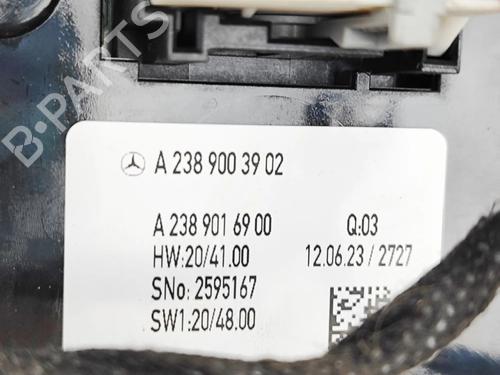 B-PARTS
A 238 900 39 02
A 238 901 69 00 Q:03
HW:20/41.00 12.06.23 / 2727
SNo: 2595167
SW1:20/48.00